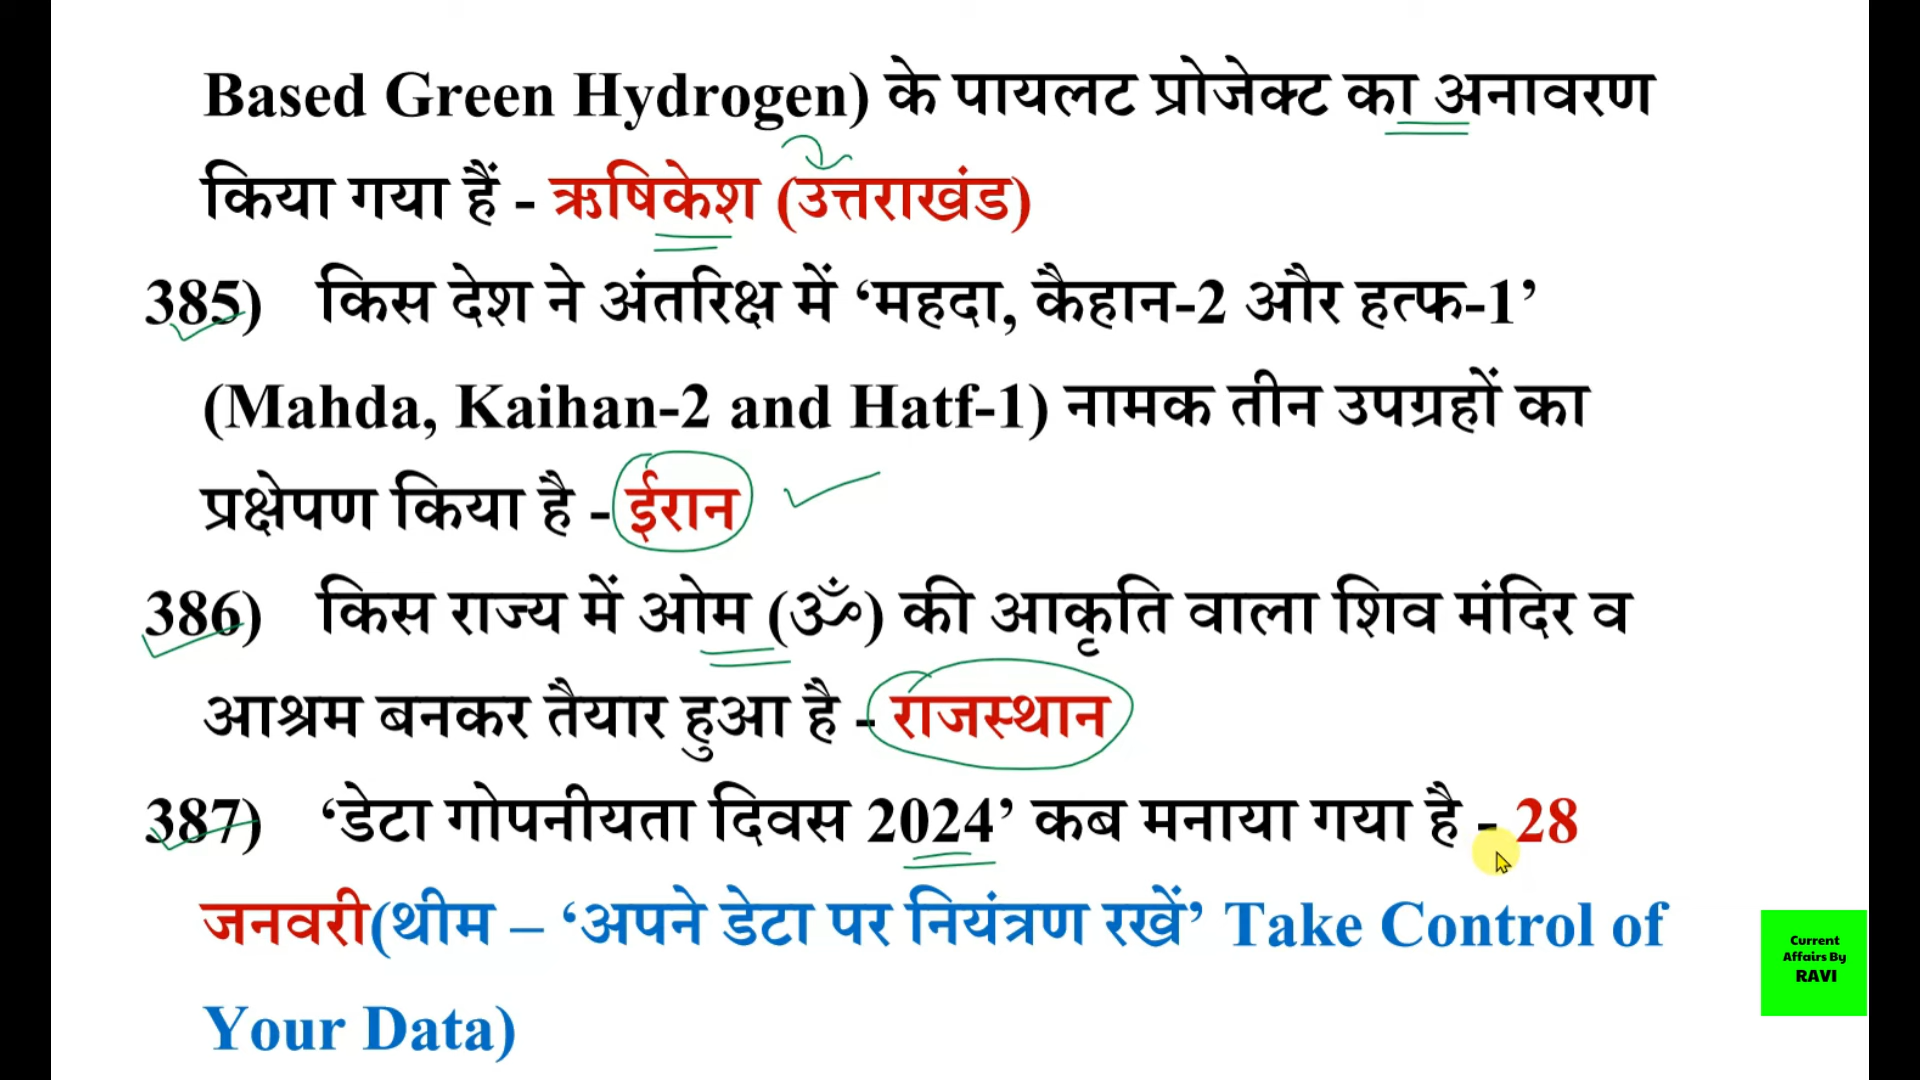 Based Green Hydrogen) के पायलट प्रोजेक्ट का अनावरण
किया गया हैं - ऋषिकेश (उत्तराखंड)
385) किस देश ने अंतरिक्ष में ‘महदा, कैहान-2 और हत्फ-1’
(Mahda, Kaihan-2 and Hatf-1) नामक तीन उपग्रहों का
प्रक्षेपण किया है - ईरान
386) किस राज्य में ओम (ॐ) की आकृति वाला शिव मंदिर व
आश्रम बनकर तैयार हुआ है - राजस्थान
387) ‘डेटा गोपनीयता दिवस 2024’ कब मनाया गया है - 28
जनवरी(थीम – ‘अपने डेटा पर नियंत्रण रखें’ Take Control of
Your Data)
Current
Affairs By
RAVI